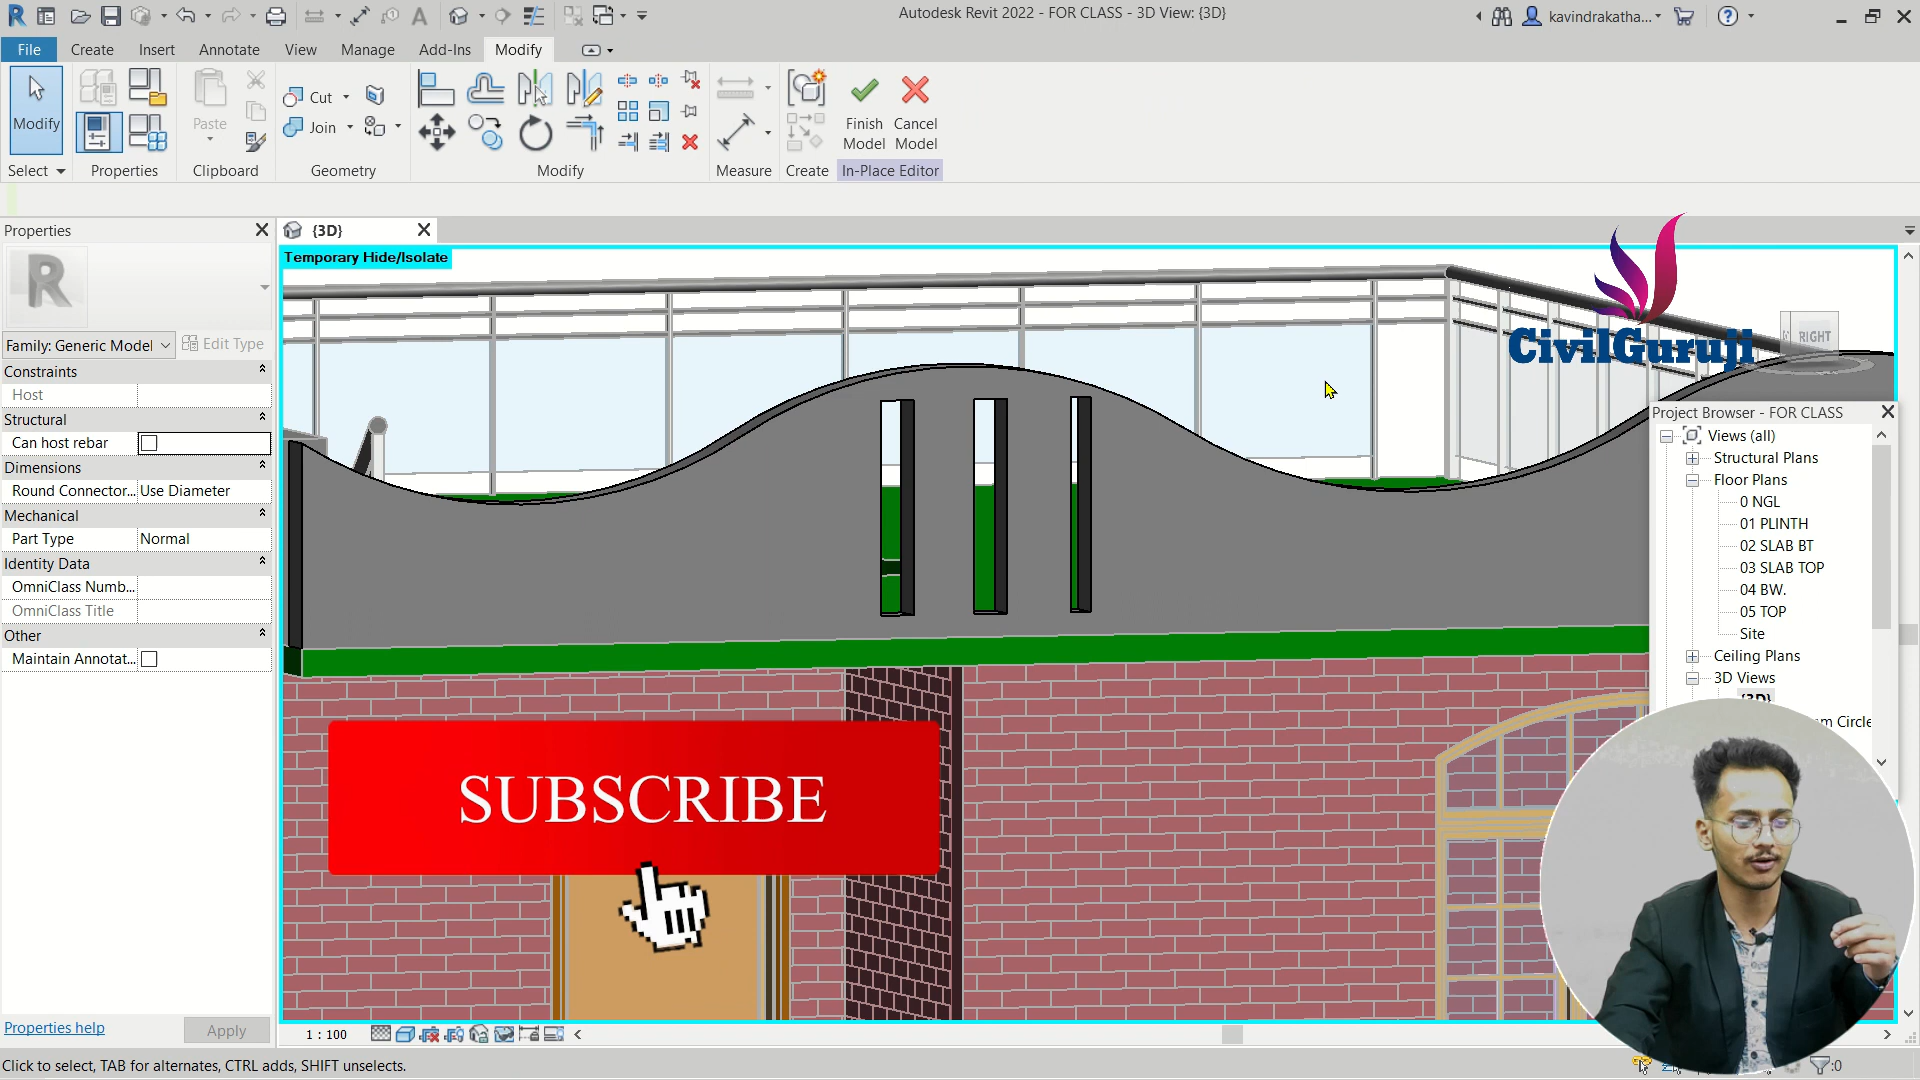 Autodesk Revit 2022 - FOR CLASS - 3D View: {3D}
kavindrakatha...
File Create Insert Annotate View Manage Add-Ins Modify
Modify
Paste
Cut
Join
Finish Model
Cancel Model
Select Properties Clipboard Geometry Modify Measure Create In-Place Editor
Properties
{3D}
Temporary Hide/Isolate
R
Family: Generic Model
Edit Type
Constraints
Host
Structural
Can host rebar
Dimensions
Round Connector... Use Diameter
Mechanical
Part Type Normal
Identity Data
OmniClass Numb...
OmniClass Title
Other
Maintain Annotat...
Properties help
Apply
CivilGuruji
RIGHT
Project Browser - FOR CLASS
Views (all)
Structural Plans
Floor Plans
0 NGL
01 PLINTH
02 SLAB BT
03 SLAB TOP
04 BW.
05 TOP
Site
Ceiling Plans
3D Views
{3D}
m Circle
SUBSCRIBE
1 : 100
Click to select, TAB for alternates, CTRL adds, SHIFT unselects.
:0